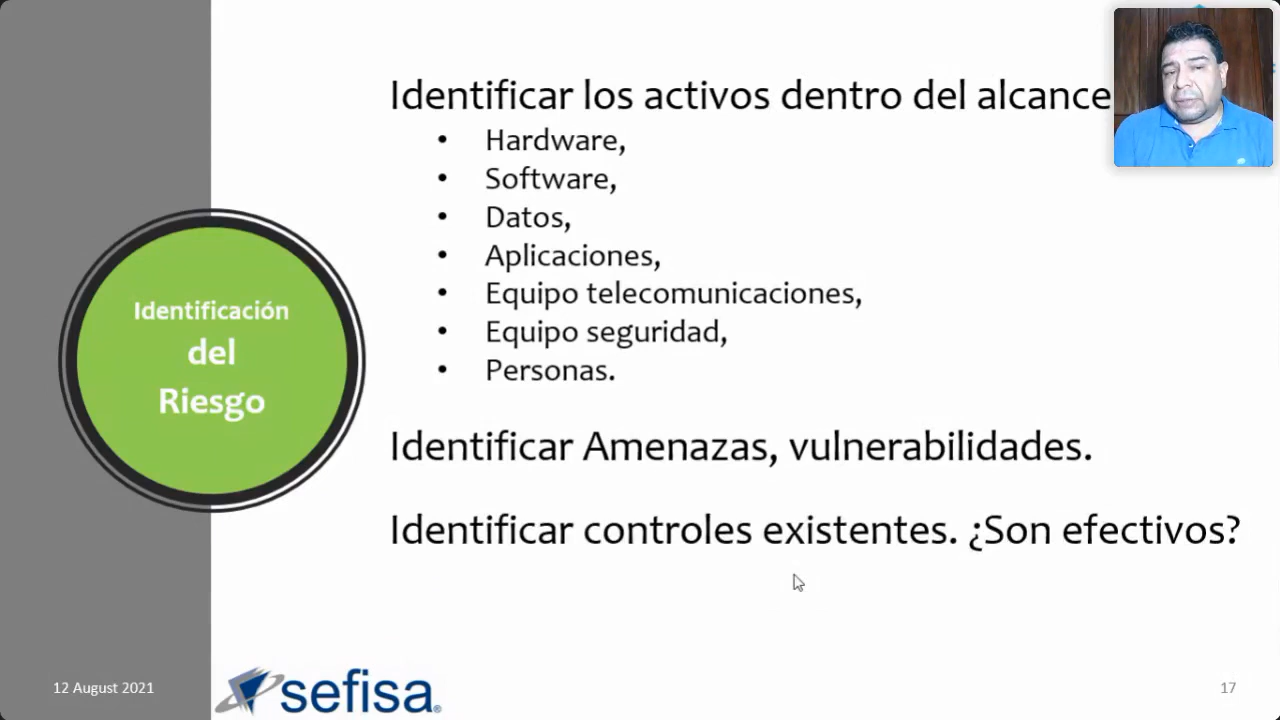 Identificar los activos dentro del alcance
• Hardware,
• Software,
• Datos,
• Aplicaciones,
• Equipo telecomunicaciones,
• Equipo seguridad,
• Personas.
Identificación
del
Riesgo
Identificar Amenazas, vulnerabilidades.
Identificar controles existentes. ¿Son efectivos?
12 August 2021
sefisa®
17